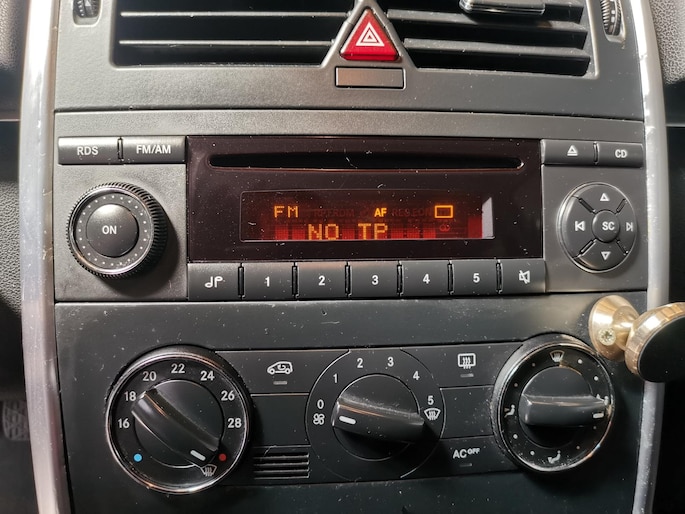 RDS FM/AM CD
FM AF
NO TP
ON
SC
1 2 3 4 5
20 22 24
18 26
16 28
1 2 3 4
0 5
AC OFF